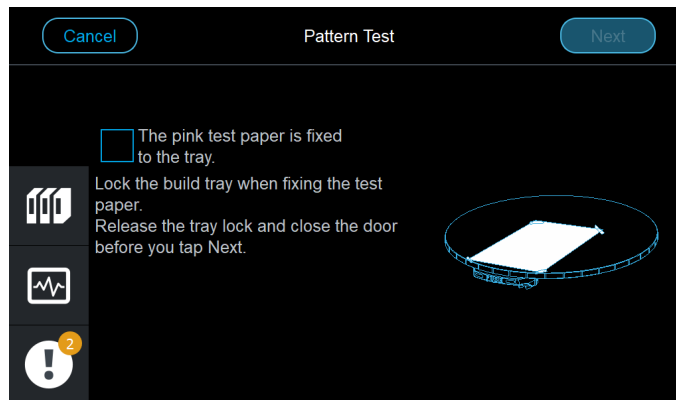 Cancel
Pattern Test
Next
The pink test paper is fixed
to the tray.
Lock the build tray when fixing the test
paper.
Release the tray lock and close the door
before you tap Next.
2